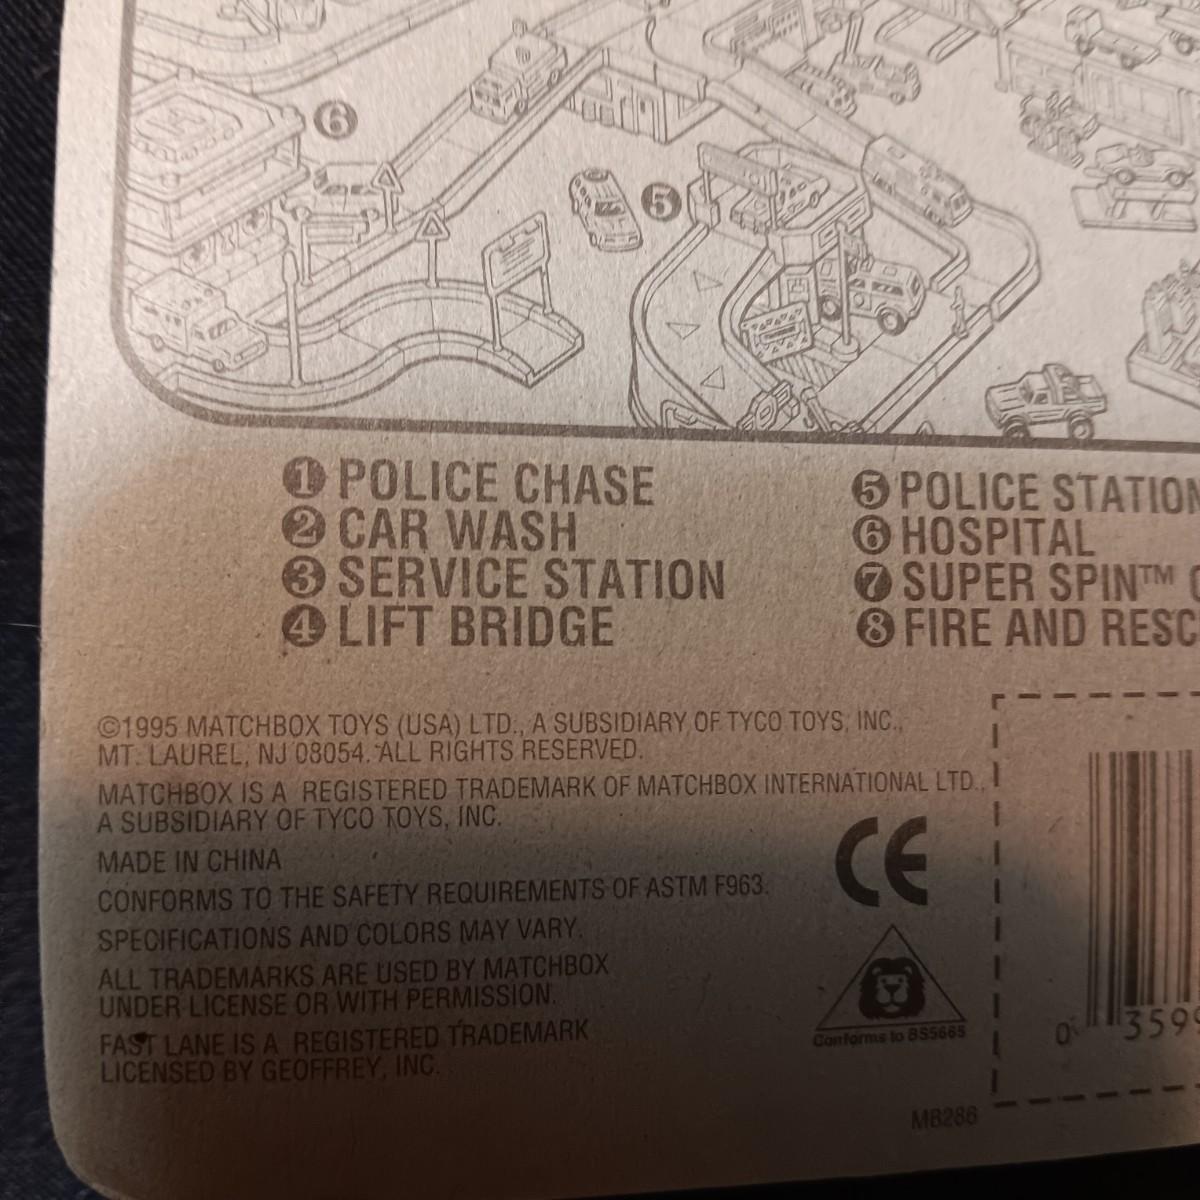 6
5
1 POLICE CHASE
2 CAR WASH
3 SERVICE STATION
4 LIFT BRIDGE
5 POLICE STATION
6 HOSPITAL
7 SUPER SPIN™
8 FIRE AND RESC
©1995 MATCHBOX TOYS (USA) LTD., A SUBSIDIARY OF TYCO TOYS, INC.,
MT. LAUREL, NJ 08054. ALL RIGHTS RESERVED.
MATCHBOX IS A REGISTERED TRADEMARK OF MATCHBOX INTERNATIONAL LTD.,
A SUBSIDIARY OF TYCO TOYS, INC.
MADE IN CHINA
CONFORMS TO THE SAFETY REQUIREMENTS OF ASTM F963.
SPECIFICATIONS AND COLORS MAY VARY.
ALL TRADEMARKS ARE USED BY MATCHBOX
UNDER LICENSE OR WITH PERMISSION.
FAST LANE IS A REGISTERED TRADEMARK
LICENSED BY GEOFFREY, INC.
CE
Conforms to BS5665
0 3599
MB286